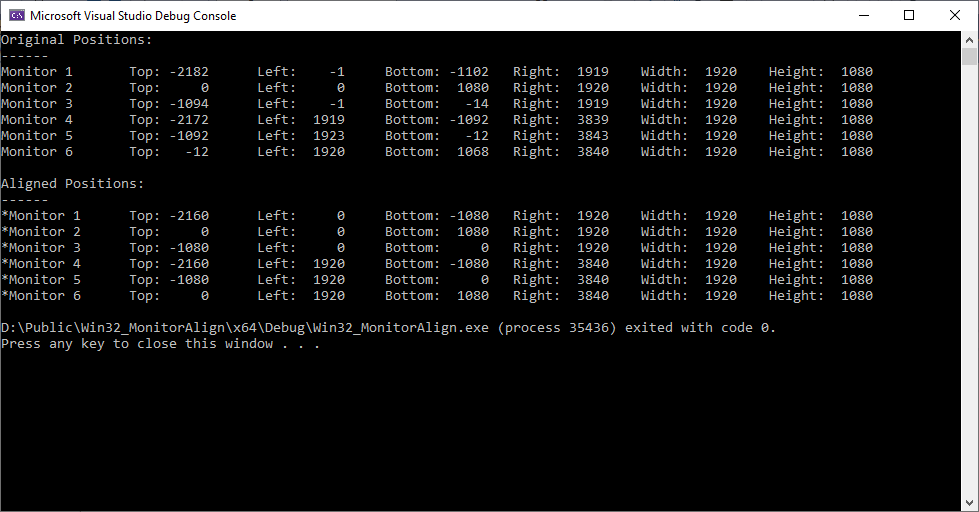 Microsoft Visual Studio Debug Console
Original Positions:
------
Monitor 1       Top: -2182      Left:    -1     Bottom: -1102   Right:  1919    Width:  1920    Height:  1080
Monitor 2       Top:     0      Left:     0     Bottom:  1080   Right:  1920    Width:  1920    Height:  1080
Monitor 3       Top: -1094      Left:    -1     Bottom:   -14   Right:  1919    Width:  1920    Height:  1080
Monitor 4       Top: -2172      Left:  1919     Bottom: -1092   Right:  3839    Width:  1920    Height:  1080
Monitor 5       Top: -1092      Left:  1923     Bottom:   -12   Right:  3843    Width:  1920    Height:  1080
Monitor 6       Top:   -12      Left:  1920     Bottom:  1068   Right:  3840    Width:  1920    Height:  1080
Aligned Positions:
------
*Monitor 1      Top: -2160      Left:     0     Bottom: -1080   Right:  1920    Width:  1920    Height:  1080
*Monitor 2      Top:     0      Left:     0     Bottom:  1080   Right:  1920    Width:  1920    Height:  1080
*Monitor 3      Top: -1080      Left:     0     Bottom:     0   Right:  1920    Width:  1920    Height:  1080
*Monitor 4      Top: -2160      Left:  1920     Bottom: -1080   Right:  3840    Width:  1920    Height:  1080
*Monitor 5      Top: -1080      Left:  1920     Bottom:     0   Right:  3840    Width:  1920    Height:  1080
*Monitor 6      Top:     0      Left:  1920     Bottom:  1080   Right:  3840    Width:  1920    Height:  1080
D:\Public\Win32_MonitorAlign\x64\Debug\Win32_MonitorAlign.exe (process 35436) exited with code 0.
Press any key to close this window . . .